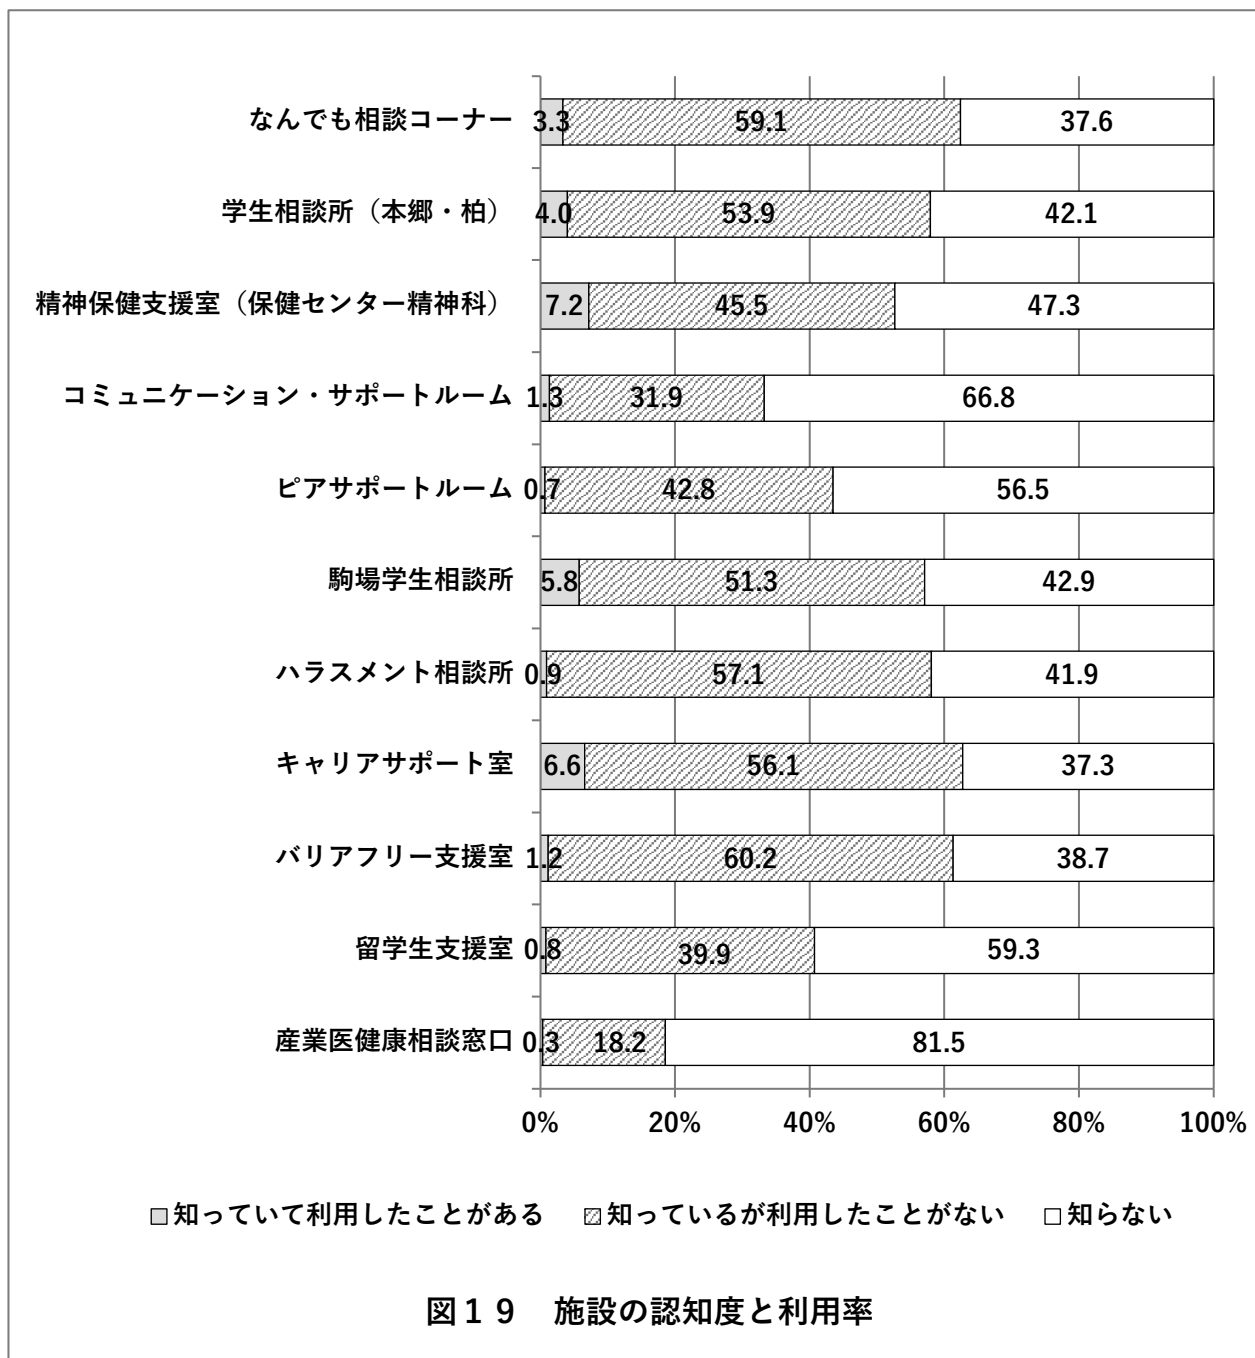 なんでも相談コーナー 3.3 59.1 37.6
学生相談所（本郷・柏） 4.0 53.9 42.1
精神保健支援室（保健センター精神科） 7.2 45.5 47.3
コミュニケーション・サポートルーム 1.3 31.9 66.8
ピアサポートルーム 0.7 42.8 56.5
駒場学生相談所 5.8 51.3 42.9
ハラスメント相談所 0.9 57.1 41.9
キャリアサポート室 6.6 56.1 37.3
バリアフリー支援室 1.2 60.2 38.7
留学生支援室 0.8 39.9 59.3
産業医健康相談窓口 0.3 18.2 81.5
0% 20% 40% 60% 80% 100%
知っていて利用したことがある 知っているが利用したことがない 知らない
図１９　施設の認知度と利用率